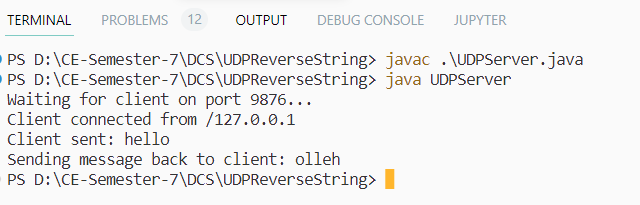 TERMINAL PROBLEMS 12 OUTPUT DEBUG CONSOLE JUPYTER
PS D:\CE-Semester-7\DCS\UDPReverseString> javac .\UDPServer.java
PS D:\CE-Semester-7\DCS\UDPReverseString> java UDPServer
Waiting for client on port 9876...
Client connected from /127.0.0.1
Client sent: hello
Sending message back to client: olleh
PS D:\CE-Semester-7\DCS\UDPReverseString>